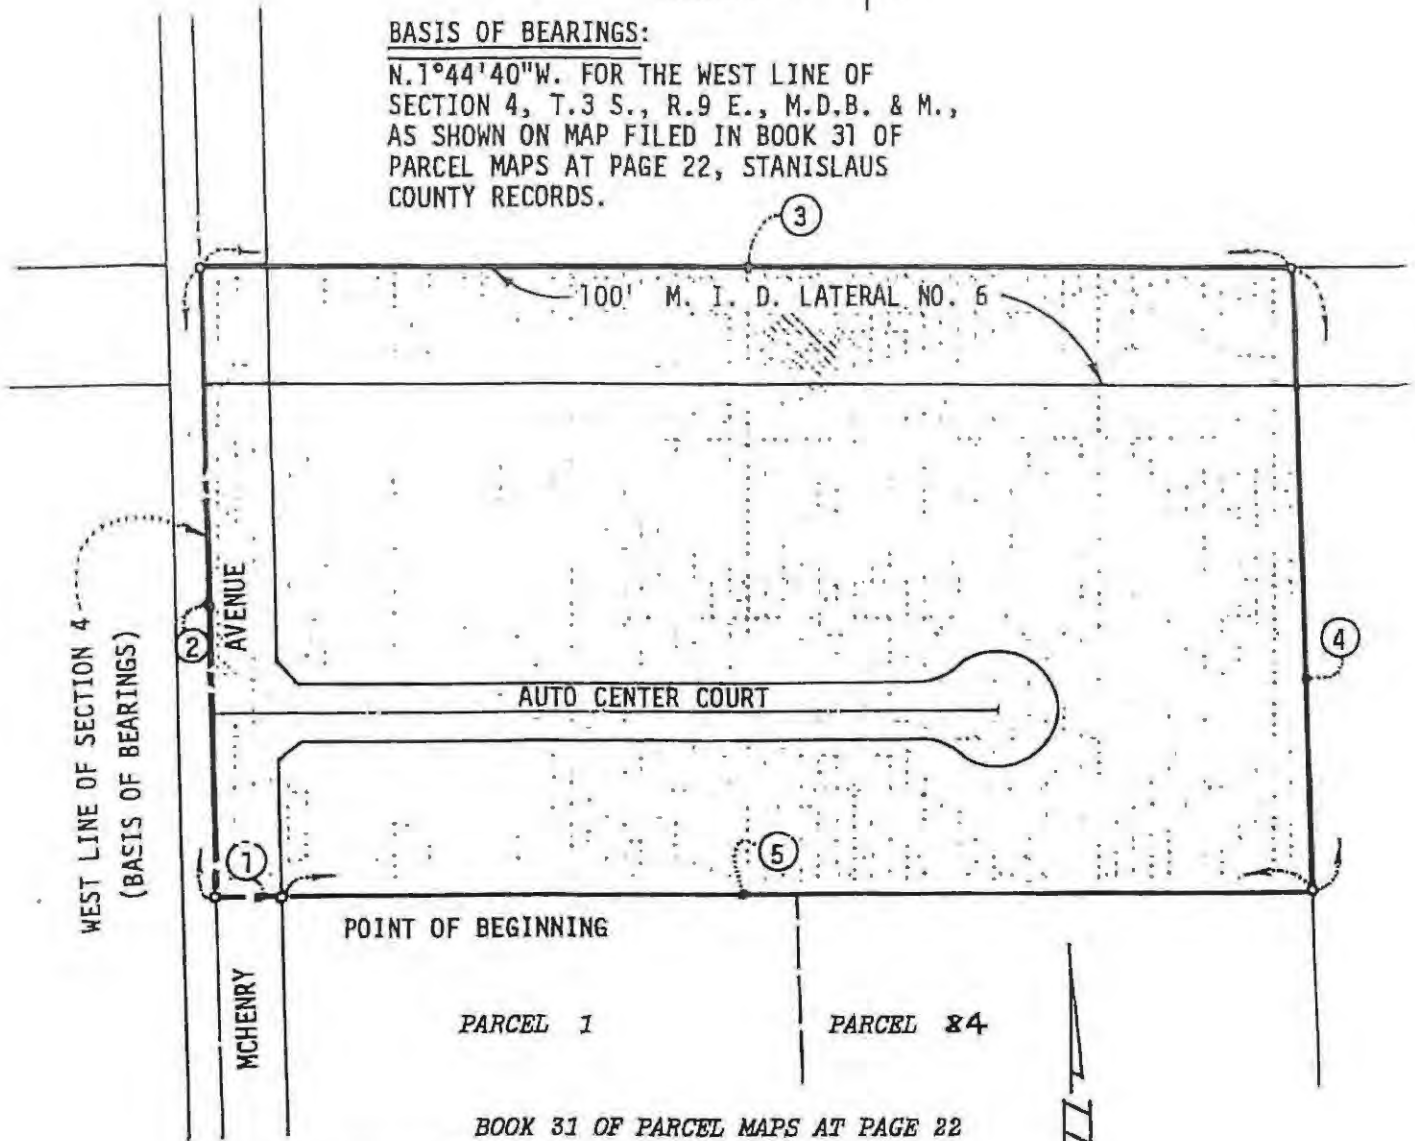 BASIS OF BEARINGS:
N.1°44'40"W. FOR THE WEST LINE OF
SECTION 4, T.3 S., R.9 E., M.D.B. & M.,
AS SHOWN ON MAP FILED IN BOOK 31 OF
PARCEL MAPS AT PAGE 22, STANISLAUS
COUNTY RECORDS.
3
100' M. I. D. LATERAL NO. 6
WEST LINE OF SECTION 4
(BASIS OF BEARINGS)
AVENUE
2
4
AUTO CENTER COURT
1
5
POINT OF BEGINNING
MCHENRY
PARCEL 1
PARCEL 4
BOOK 31 OF PARCEL MAPS AT PAGE 22